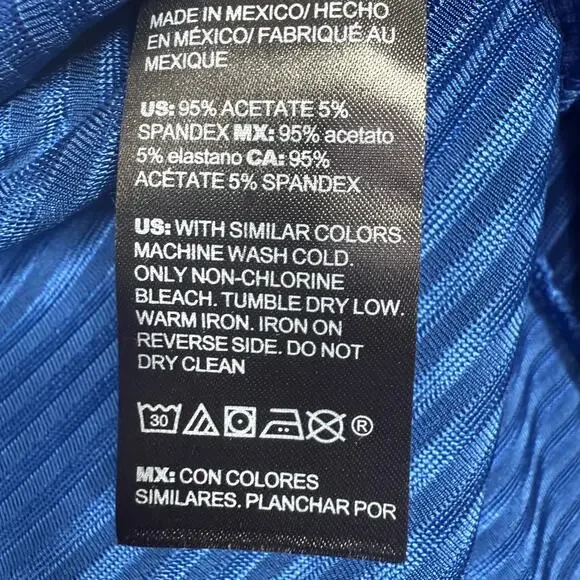 MADE IN MEXICO/ HECHO
EN MÉXICO/ FABRIQUÉ AU
MEXIQUE
US: 95% ACETATE 5%
SPANDEX MX: 95% acetato
5% elastano CA: 95%
ACÉTATE 5% SPANDEX
US: WITH SIMILAR COLORS
MACHINE WASH COLD.
ONLY NON-CHLORINE
BLEACH. TUMBLE DRY LOW.
WARM IRON. IRON ON
REVERSE SIDE. DO NOT
DRY CLEAN
30 ®
MX: CON COLORES
SIMILARES. PLANCHAR POR